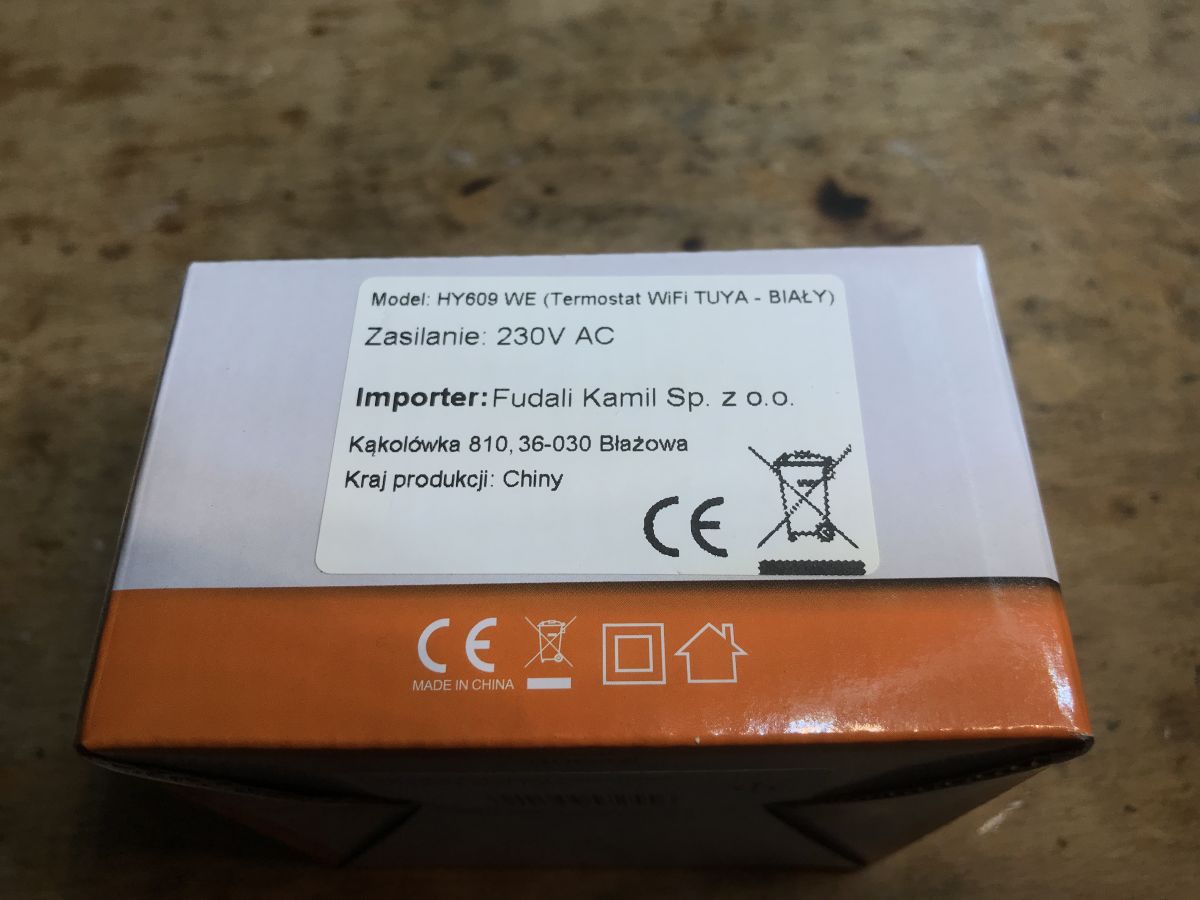 Model: HY609 WE (Termostat WiFi TUYA - BIAŁY)
Zasilanie: 230V AC
Importer: Fudali Kamil Sp. z o.o.
Kąkolówka 810, 36-030 Błażowa
Kraj produkcji: Chiny
CE
CE
MADE IN CHINA